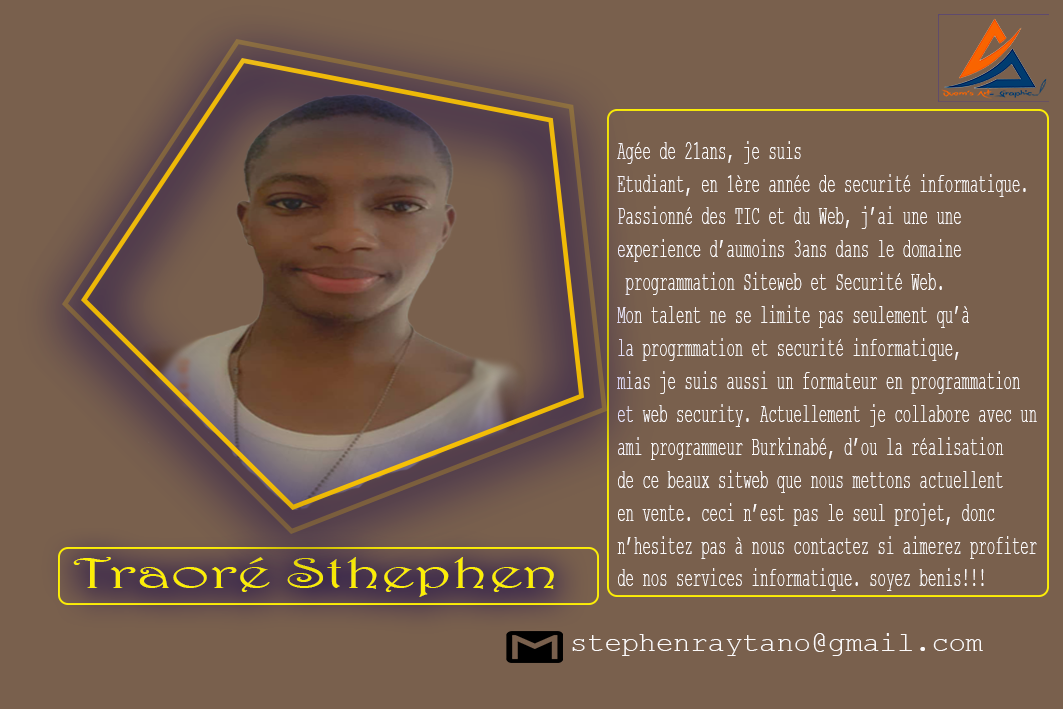 Agée de 21ans, je suis
Etudiant, en 1ère année de securité informatique.
Passionné des TIC et du Web, j'ai une une
experience d'aumoins 3ans dans le domaine
programmation Siteweb et Securité Web.
Mon talent ne se limite pas seulement qu'à
la progrmmation et securité informatique,
mias je suis aussi un formateur en programmation
et web security. Actuellement je collabore avec un
ami programmeur Burkinabé, d'ou la réalisation
de ce beaux sitweb que nous mettons actuellent
en vente. ceci n'est pas le seul projet, donc
n'hesitez pas à nous contactez si aimerez profiter
de nos services informatique. soyez benis!!!
Traoré Sthephen
stephenraytano@gmail.com